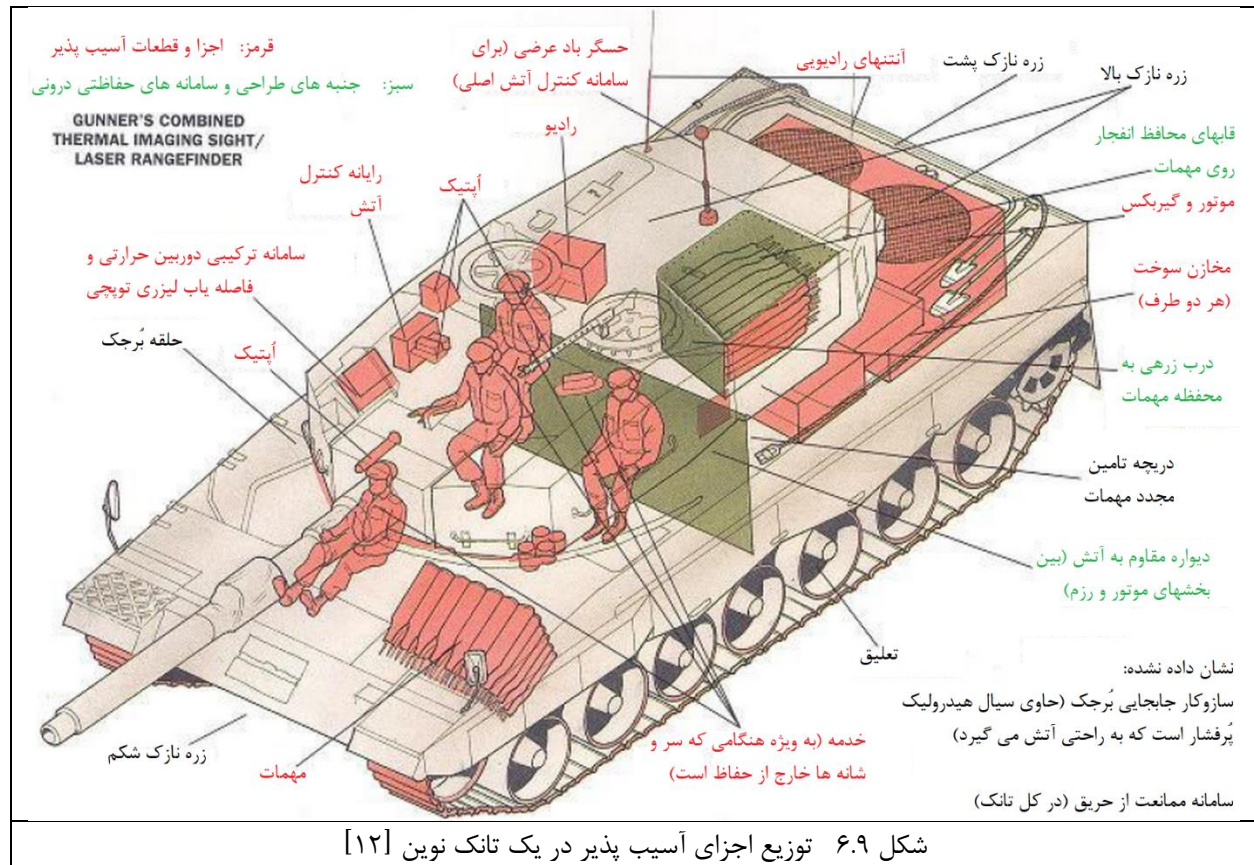 قرمز: اجزا و قطعات آسیب پذیر
سبز: جنبه های طراحی و سامانه های حفاظتی درونی
GUNNER'S COMBINED
THERMAL IMAGING SIGHT/
LASER RANGEFINDER
حسگر باد عرضی (برای
سامانه کنترل آتش اصلی)
آنتنهای رادیویی
زره نازک پشت
زره نازک بالا
رادیو
اُپتیک
رایانه کنترل
آتش
سامانه ترکیبی دوربین حرارتی و
فاصله یاب لیزری توپچی
حلقه بُرجک
اُپتیک
قابهای محافظ انفجار
روی مهمات
موتور و گیربکس
مخازن سوخت
(هر دو طرف)
درب زرهی به
محفظه مهمات
دریچه تامین
مجدد مهمات
دیواره مقاوم به آتش (بین
بخشهای موتور و رزم)
تعلیق
نشان داده نشده:
سازوکار جابجایی بُرجک (حاوی سیال هیدرولیک
پُرفشار است که به راحتی آتش می گیرد)
سامانه ممانعت از حریق (در کل تانک)
زره نازک شکم
مهمات
خدمه (به ویژه هنگامی که سر و
شانه ها خارج از حفاظ است)
شکل ۶.۹ توزیع اجزای آسیب پذیر در یک تانک نوین [۱۲]